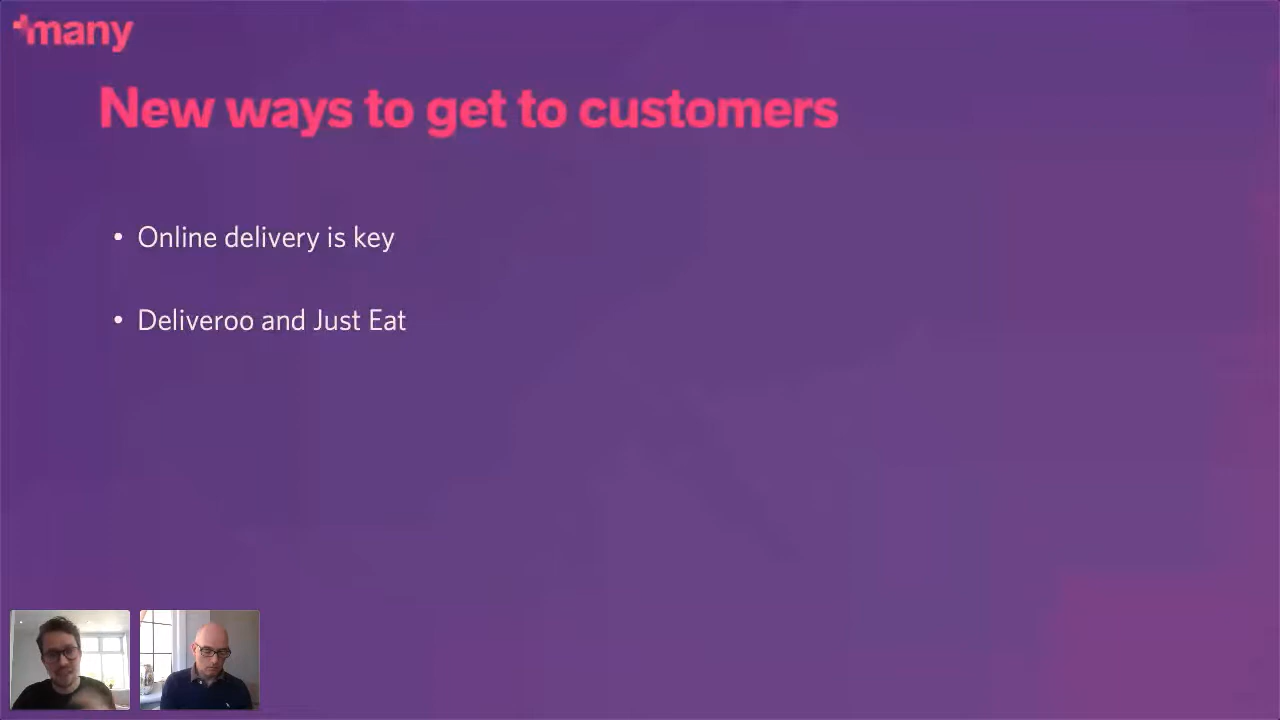 +many
New ways to get to customers
• Online delivery is key
• Deliveroo and Just Eat